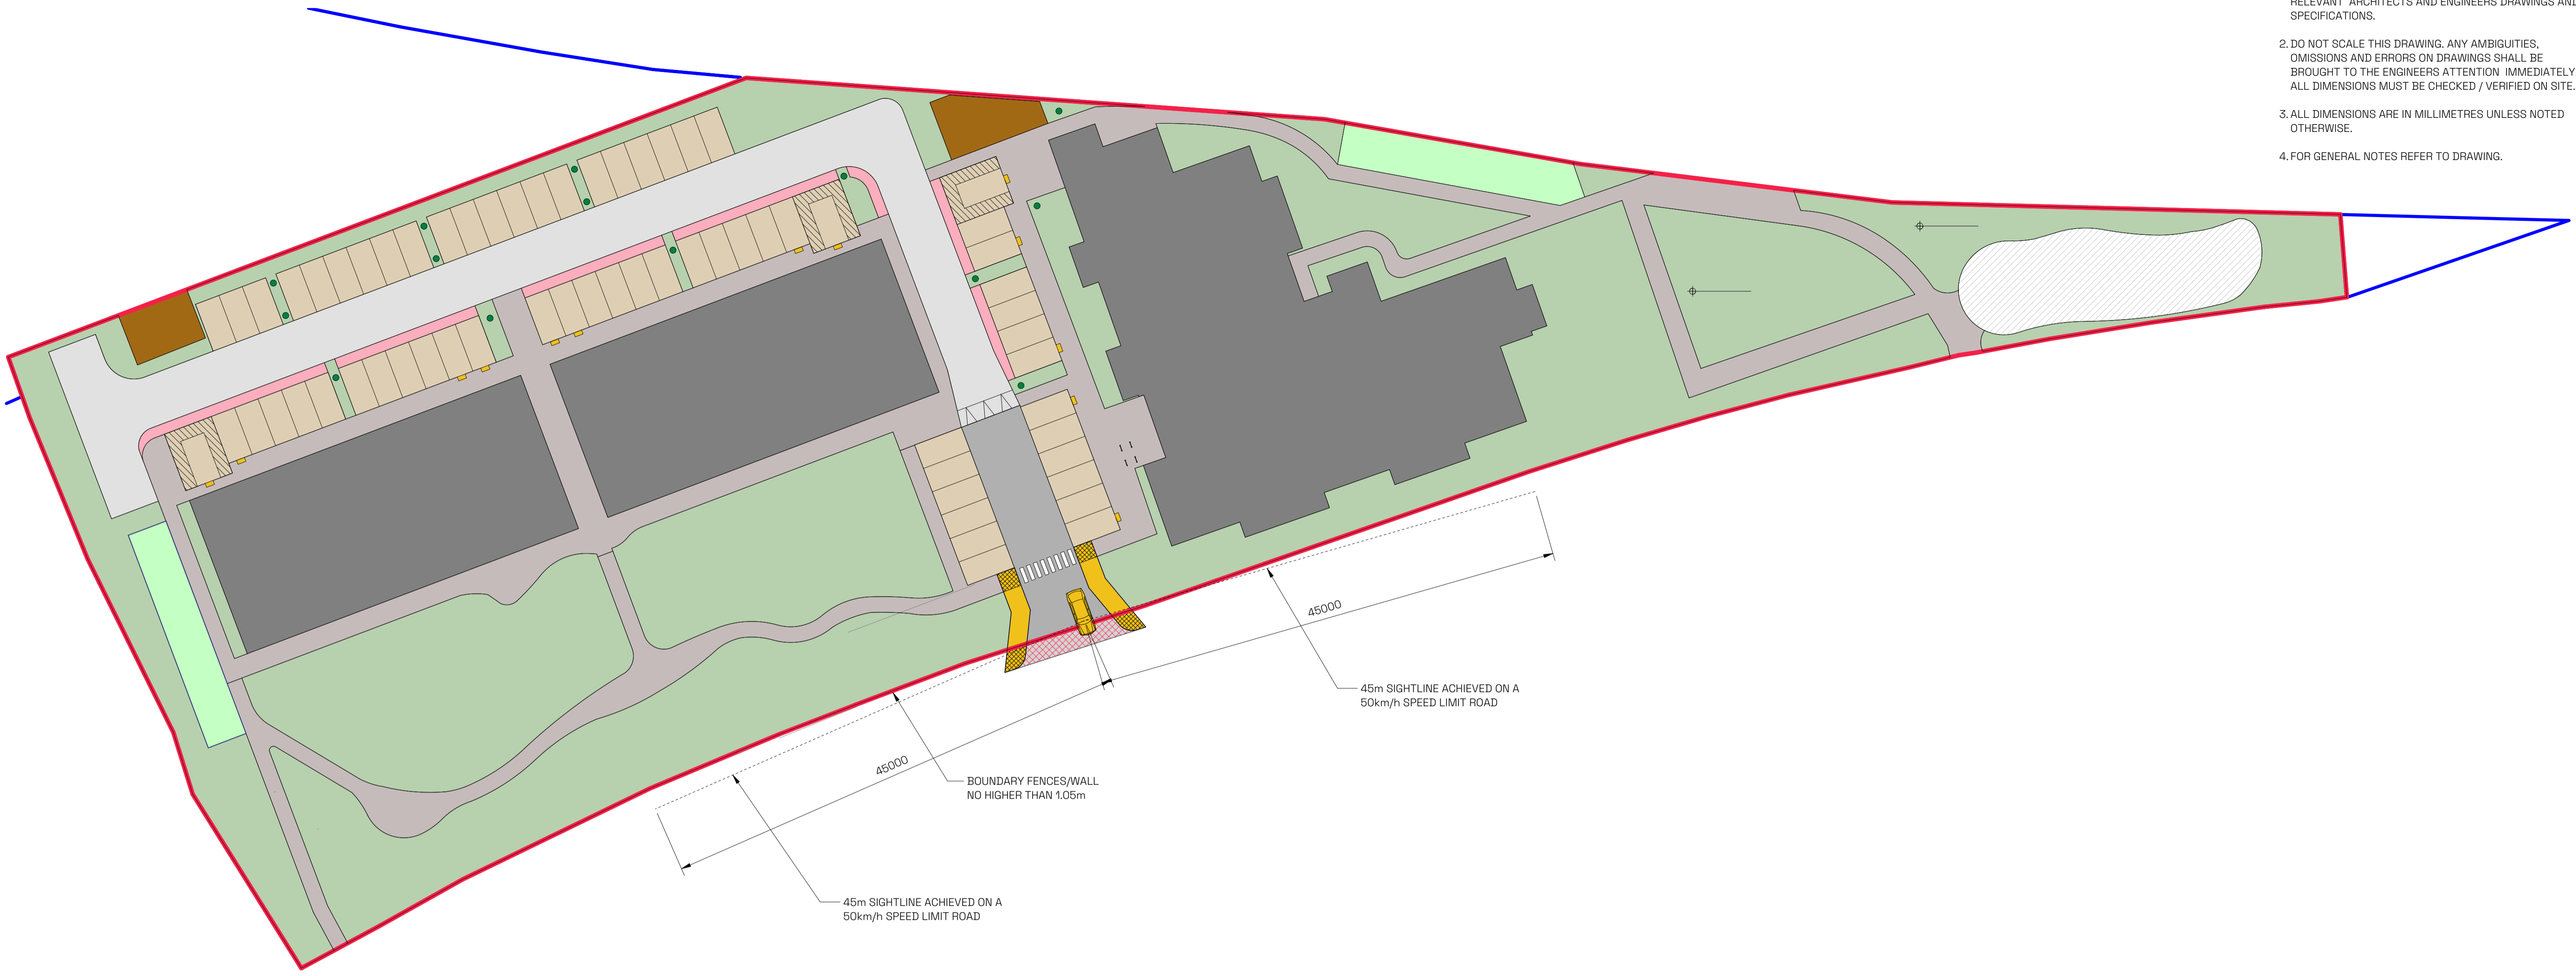 RELEVANT ARCHITECTS AND ENGINEERS DRAWINGS AND
SPECIFICATIONS.
2. DO NOT SCALE THIS DRAWING. ANY AMBIGUITIES,
OMISSIONS AND ERRORS ON DRAWINGS SHALL BE
BROUGHT TO THE ENGINEERS ATTENTION IMMEDIATELY
ALL DIMENSIONS MUST BE CHECKED / VERIFIED ON SITE.
3. ALL DIMENSIONS ARE IN MILLIMETRES UNLESS NOTED
OTHERWISE.
4. FOR GENERAL NOTES REFER TO DRAWING.
45000
45m SIGHTLINE ACHIEVED ON A
50km/h SPEED LIMIT ROAD
45000
BOUNDARY FENCES/WALL
NO HIGHER THAN 1.05m
45m SIGHTLINE ACHIEVED ON A
50km/h SPEED LIMIT ROAD